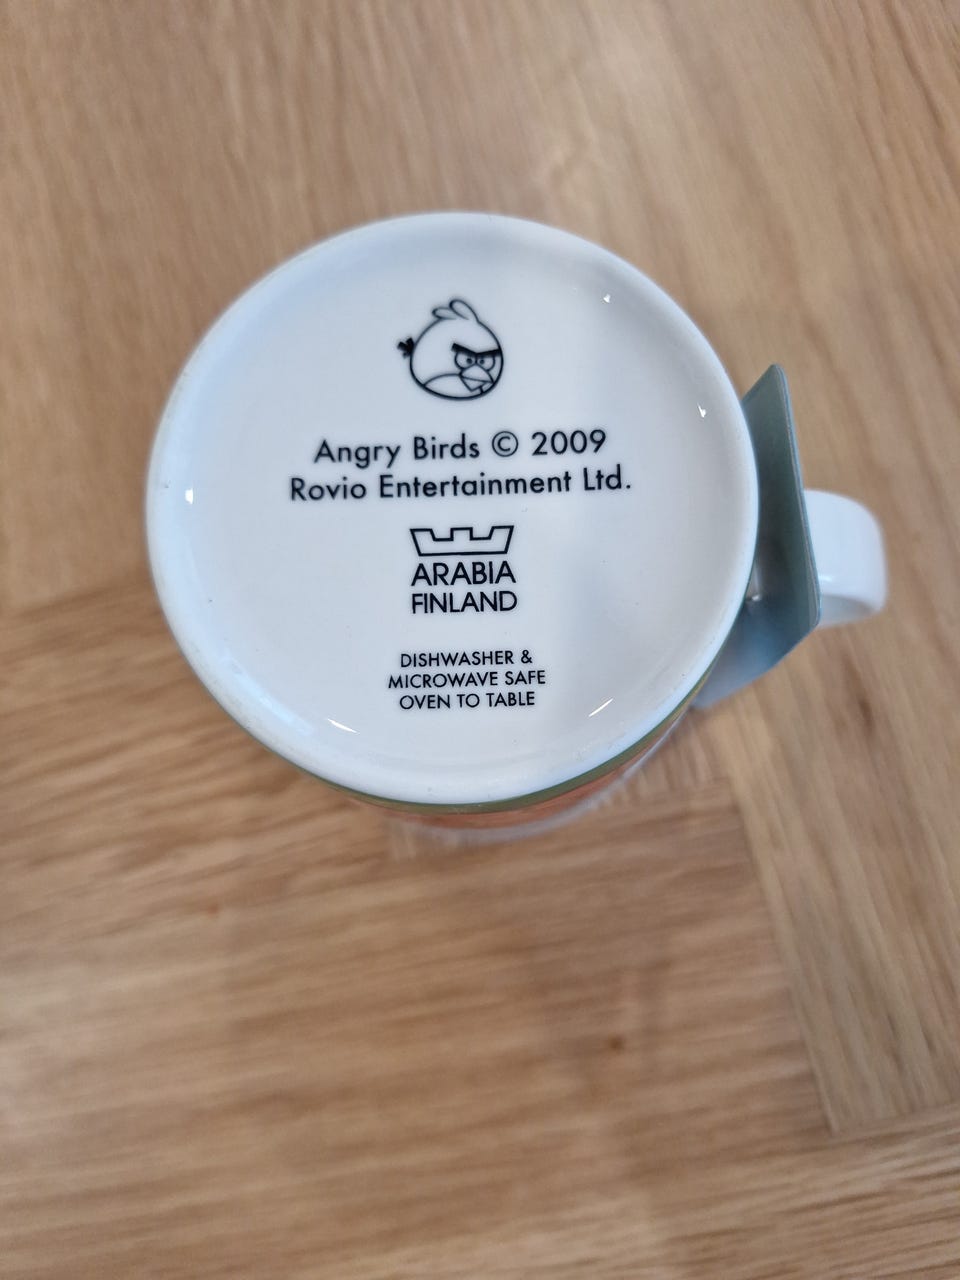 Angry Birds © 2009
Rovio Entertainment Ltd.
ARABIA
FINLAND
DISHWASHER &
MICROWAVE SAFE
OVEN TO TABLE